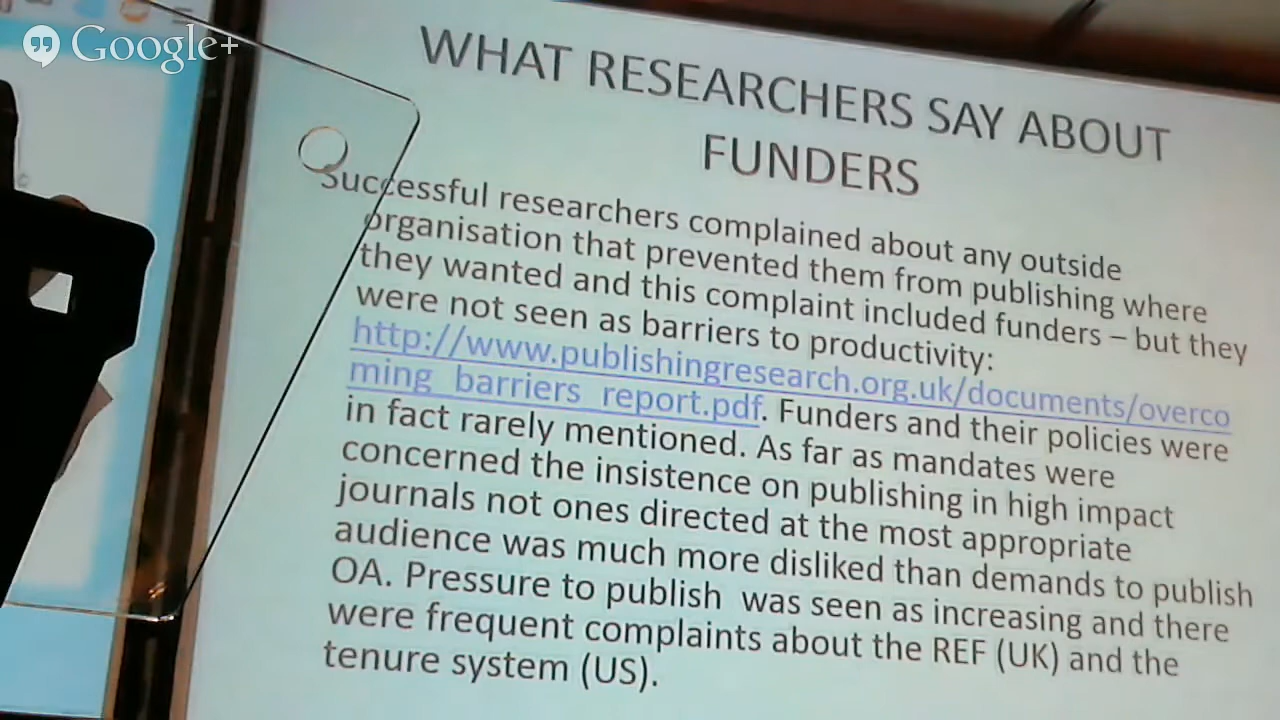 Google+
WHAT RESEARCHERS SAY ABOUT
FUNDERS
Successful researchers complained about any outside
organisation that prevented them from publishing where
they wanted and this complaint included funders – but they
were not seen as barriers to productivity:
http://www.publishingresearch.org.uk/documents/overco
ming_barriers_report.pdf. Funders and their policies were
in fact rarely mentioned. As far as mandates were
concerned the insistence on publishing in high impact
journals not ones directed at the most appropriate
audience was much more disliked than demands to publish
OA. Pressure to publish was seen as increasing and there
were frequent complaints about the REF (UK) and the
tenure system (US).